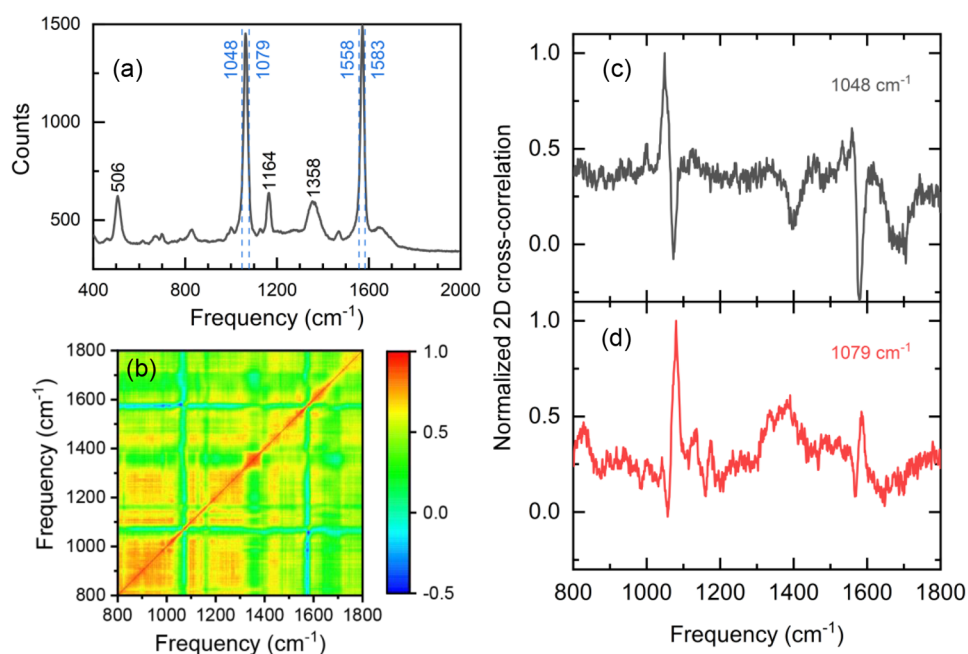 (a)
1500
1000
500
Counts
506
1048
1079
1164
1358
1558
1583
400 800 1200 1600 2000
Frequency (cm⁻¹)
(b)
1800
1600
1400
1200
1000
800
Frequency (cm⁻¹)
800 1000 1200 1400 1600 1800
Frequency (cm⁻¹)
1.0
0.5
0.0
-0.5
(c)
1048 cm⁻¹
1.0
0.5
0.0
Normalized 2D cross-correlation
(d)
1079 cm⁻¹
1.0
0.5
0.0
800 1000 1200 1400 1600 1800
Frequency (cm⁻¹)